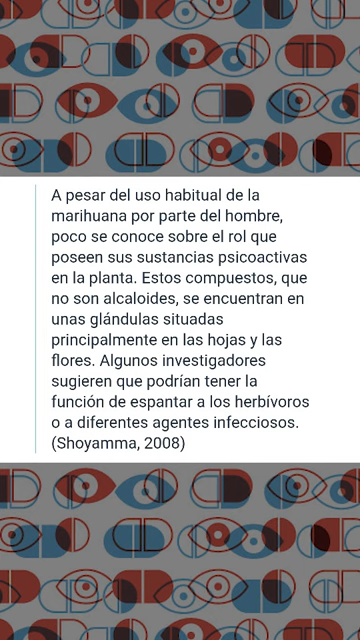 A pesar del uso habitual de la
marihuana por parte del hombre,
poco se conoce sobre el rol que
poseen sus sustancias psicoactivas
en la planta. Estos compuestos, que
no son alcaloides, se encuentran en
unas glándulas situadas
principalmente en las hojas y las
flores. Algunos investigadores
sugieren que podrían tener la
función de espantar a los herbívoros
o a diferentes agentes infecciosos.
(Shoyamma, 2008)